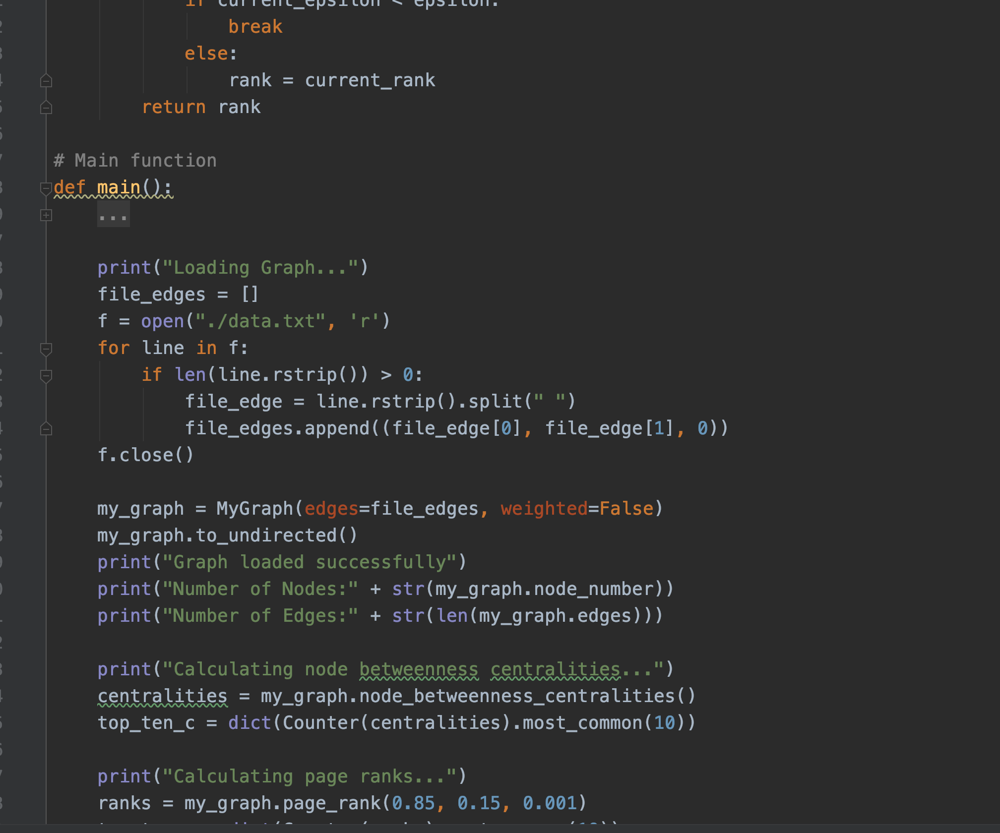 if current_epsilon < epsilon:
break
else:
rank = current_rank
return rank
# Main function
def main():
...
print("Loading Graph...")
file_edges = []
f = open("./data.txt", 'r')
for line in f:
if len(line.rstrip()) > 0:
file_edge = line.rstrip().split(" ")
file_edges.append((file_edge[0], file_edge[1], 0))
f.close()
my_graph = MyGraph(edges=file_edges, weighted=False)
my_graph.to_undirected()
print("Graph loaded successfully")
print("Number of Nodes:" + str(my_graph.node_number))
print("Number of Edges:" + str(len(my_graph.edges)))
print("Calculating node betweenness centralities...")
centralities = my_graph.node_betweenness_centralities()
top_ten_c = dict(Counter(centralities).most_common(10))
print("Calculating page ranks...")
ranks = my_graph.page_rank(0.85, 0.15, 0.001)